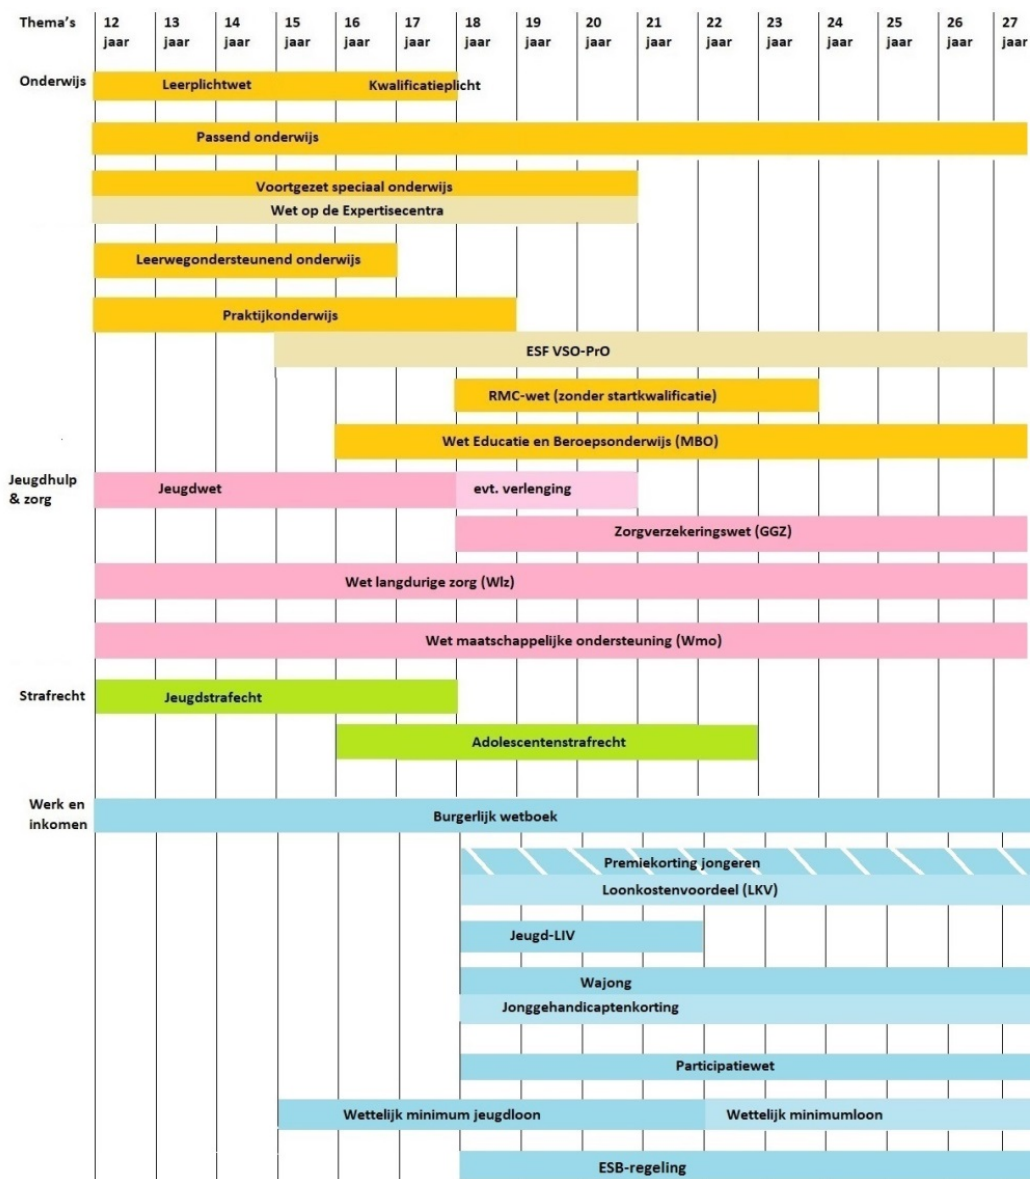 Thema's 12 jaar 13 jaar 14 jaar 15 jaar 16 jaar 17 jaar 18 jaar 19 jaar 20 jaar 21 jaar 22 jaar 23 jaar 24 jaar 25 jaar 26 jaar 27 jaar
Onderwijs
Leerplichtwet Kwalificatieplicht
Passend onderwijs
Voortgezet speciaal onderwijs
Wet op de Expertisecentra
Leerwegondersteunend onderwijs
Praktijkonderwijs
ESF VSO-PrO
RMC-wet (zonder startkwalificatie)
Wet Educatie en Beroepsonderwijs (MBO)
Jeugdhulp
& zorg
Jeugdwet evt. verlenging
Zorgverzekeringswet (GGZ)
Wet langdurige zorg (Wlz)
Wet maatschappelijke ondersteuning (Wmo)
Strafrecht
Jeugdstrafecht
Adolescentenstrafrecht
Werk en
inkomen
Burgerlijk wetboek
Premiekorting jongeren
Loonkostenvoordeel (LKV)
Jeugd-LIV
Wajong
Jonggehandicaptenkorting
Participatiewet
Wettelijk minimum jeugdloon Wettelijk minimumloon
ESB-regeling